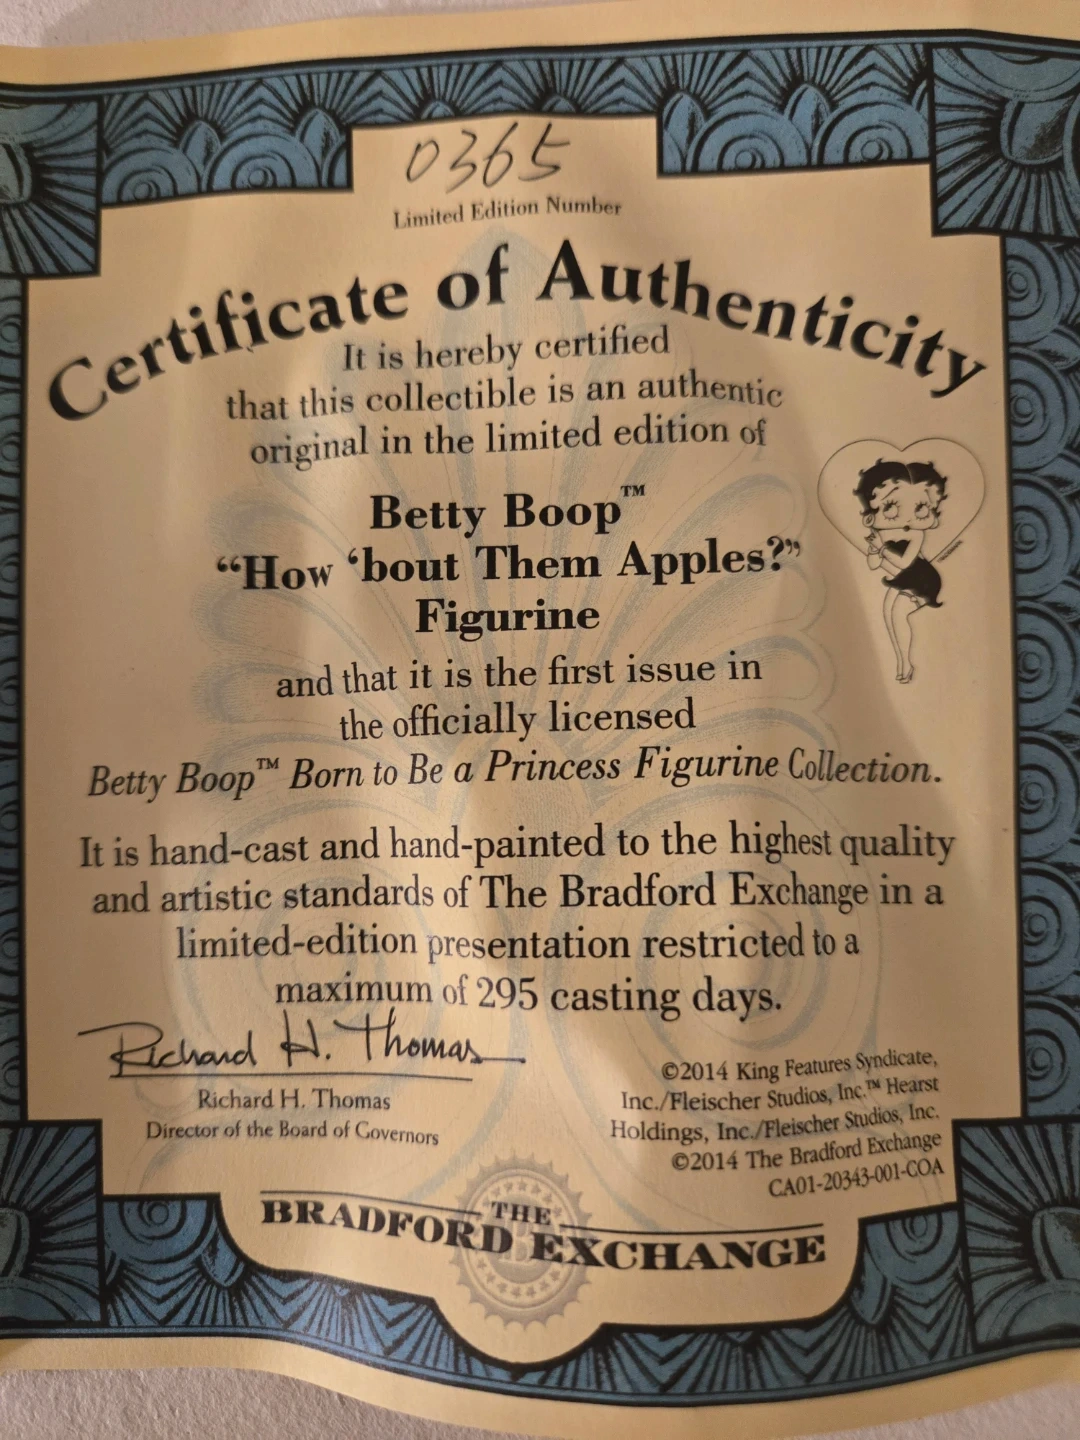 0365
Limited Edition Number
Certificate of Authenticity
It is hereby certified
that this collectible is an authentic
original in the limited edition of
Betty Boop™
“How ‘bout Them Apples?”
Figurine
and that it is the first issue in
the officially licensed
Betty Boop™ Born to Be a Princess Figurine Collection.
It is hand-cast and hand-painted to the highest quality
and artistic standards of The Bradford Exchange in a
limited-edition presentation restricted to a
maximum of 295 casting days.
Richard H. Thomas
Richard H. Thomas
Director of the Board of Governors
©2014 King Features Syndicate,
Inc./Fleischer Studios, Inc.™ Hearst
Holdings, Inc./Fleischer Studios, Inc.
©2014 The Bradford Exchange
CA01-20343-001-COA
THE
BRADFORD EXCHANGE